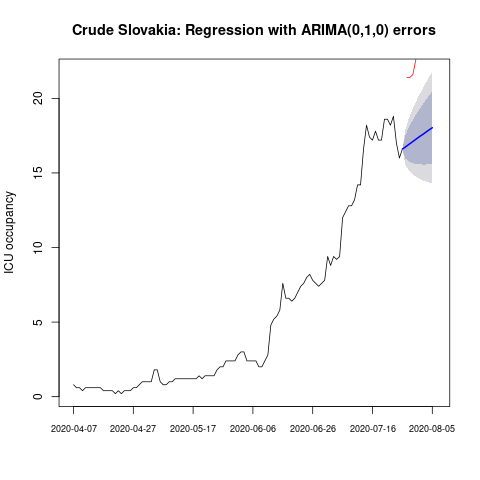 Crude Slovakia: Regression with ARIMA(0,1,0) errors
ICU occupancy
20
15
10
5
0
2020-04-07 2020-04-27 2020-05-17 2020-06-06 2020-06-26 2020-07-16 2020-08-05